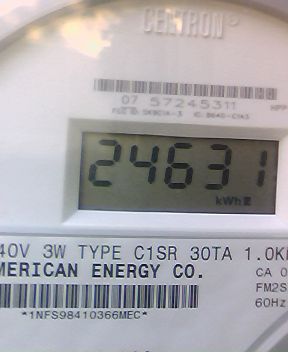 CENTRON®
07 57245311
24631
kWh
40V 3W TYPE C1SR 30TA 1.0K
MERICAN ENERGY CO.
CA 0
FM2S
60Hz
*1NFS98410366MEC*